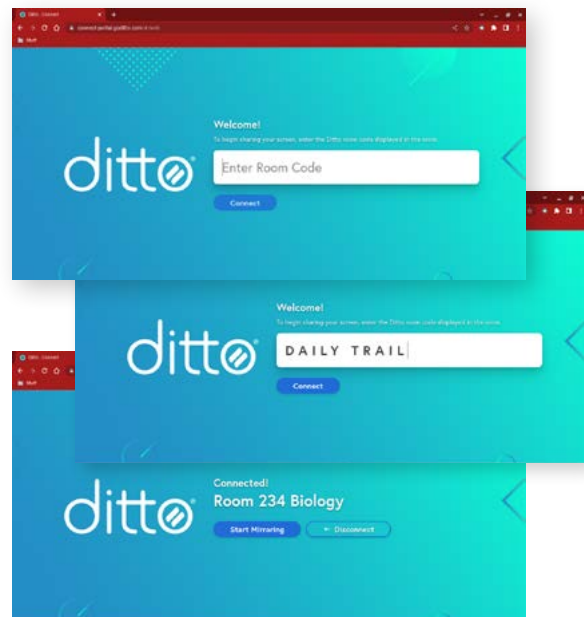 Welcome!
To begin sharing your screen, enter the Ditto room code displayed in the room.
ditto
Enter Room Code
Connect
Welcome!
To begin sharing your screen, enter the Ditto room code displayed in the room.
ditto
DAILY TRAIL
Connect
Connected!
ditto
Room 234 Biology
Start Mirroring
Disconnect